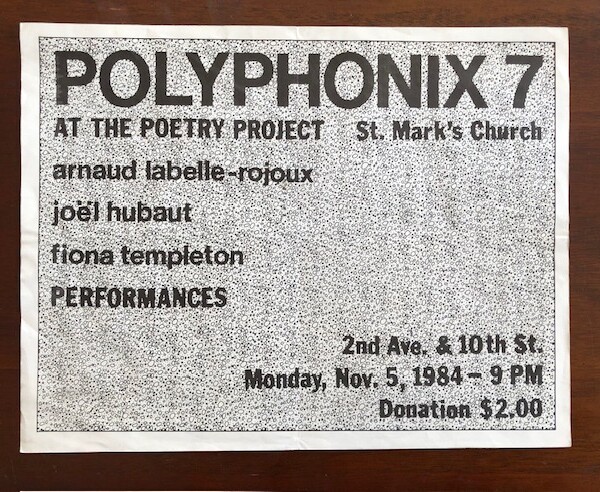 POLYPHONIX 7
AT THE POETRY PROJECT St. Mark's Church
arnaud labelle-rojoux
joël hubaut
fiona templeton
PERFORMANCES
2nd Ave. & 10th St.
Monday, Nov. 5, 1984 - 9 PM
Donation $2.00